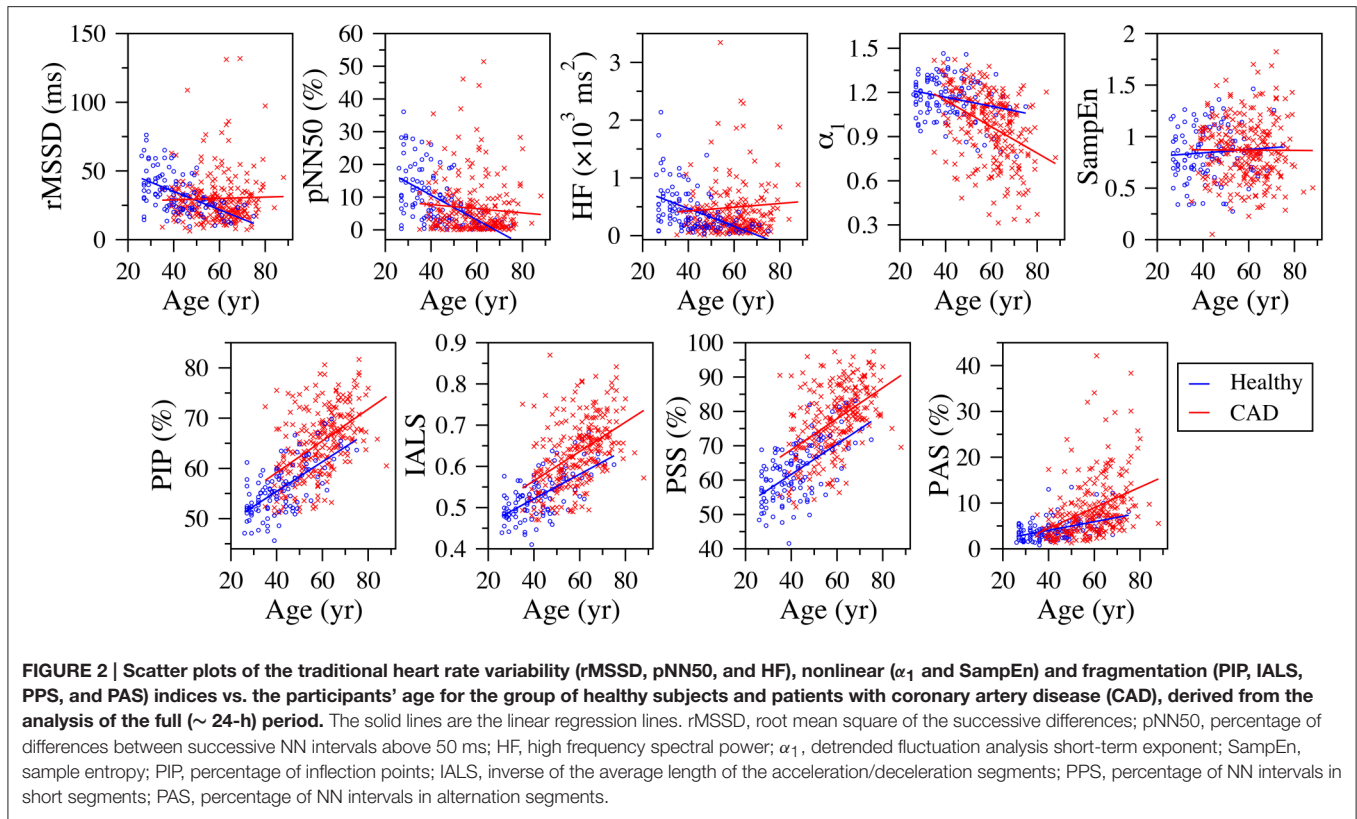 rMSSD (ms)
150
100
50
0
20 40 60 80
Age (yr)
pNN50 (%)
60
50
40
30
20
10
0
20 40 60 80
Age (yr)
HF (×10³ ms²)
3
2
1
0
20 40 60 80
Age (yr)
α₁
1.5
1.2
0.9
0.6
0.3
20 40 60 80
Age (yr)
SampEn
2
1.5
1
0.5
0
20 40 60 80
Age (yr)
PIP (%)
80
70
60
50
20 40 60 80
Age (yr)
IALS
0.9
0.8
0.7
0.6
0.5
0.4
20 40 60 80
Age (yr)
PSS (%)
100
90
80
70
60
50
40
20 40 60 80
Age (yr)
PAS (%)
40
30
20
10
0
20 40 60 80
Age (yr)
Healthy
CAD
FIGURE 2 | Scatter plots of the traditional heart rate variability (rMSSD, pNN50, and HF), nonlinear (α₁ and SampEn) and fragmentation (PIP, IALS,
PPS, and PAS) indices vs. the participants' age for the group of healthy subjects and patients with coronary artery disease (CAD), derived from the
analysis of the full (∼ 24-h) period. The solid lines are the linear regression lines. rMSSD, root mean square of the successive differences; pNN50, percentage of
differences between successive NN intervals above 50 ms; HF, high frequency spectral power; α₁, detrended fluctuation analysis short-term exponent; SampEn,
sample entropy; PIP, percentage of inflection points; IALS, inverse of the average length of the acceleration/deceleration segments; PPS, percentage of NN intervals in
short segments; PAS, percentage of NN intervals in alternation segments.